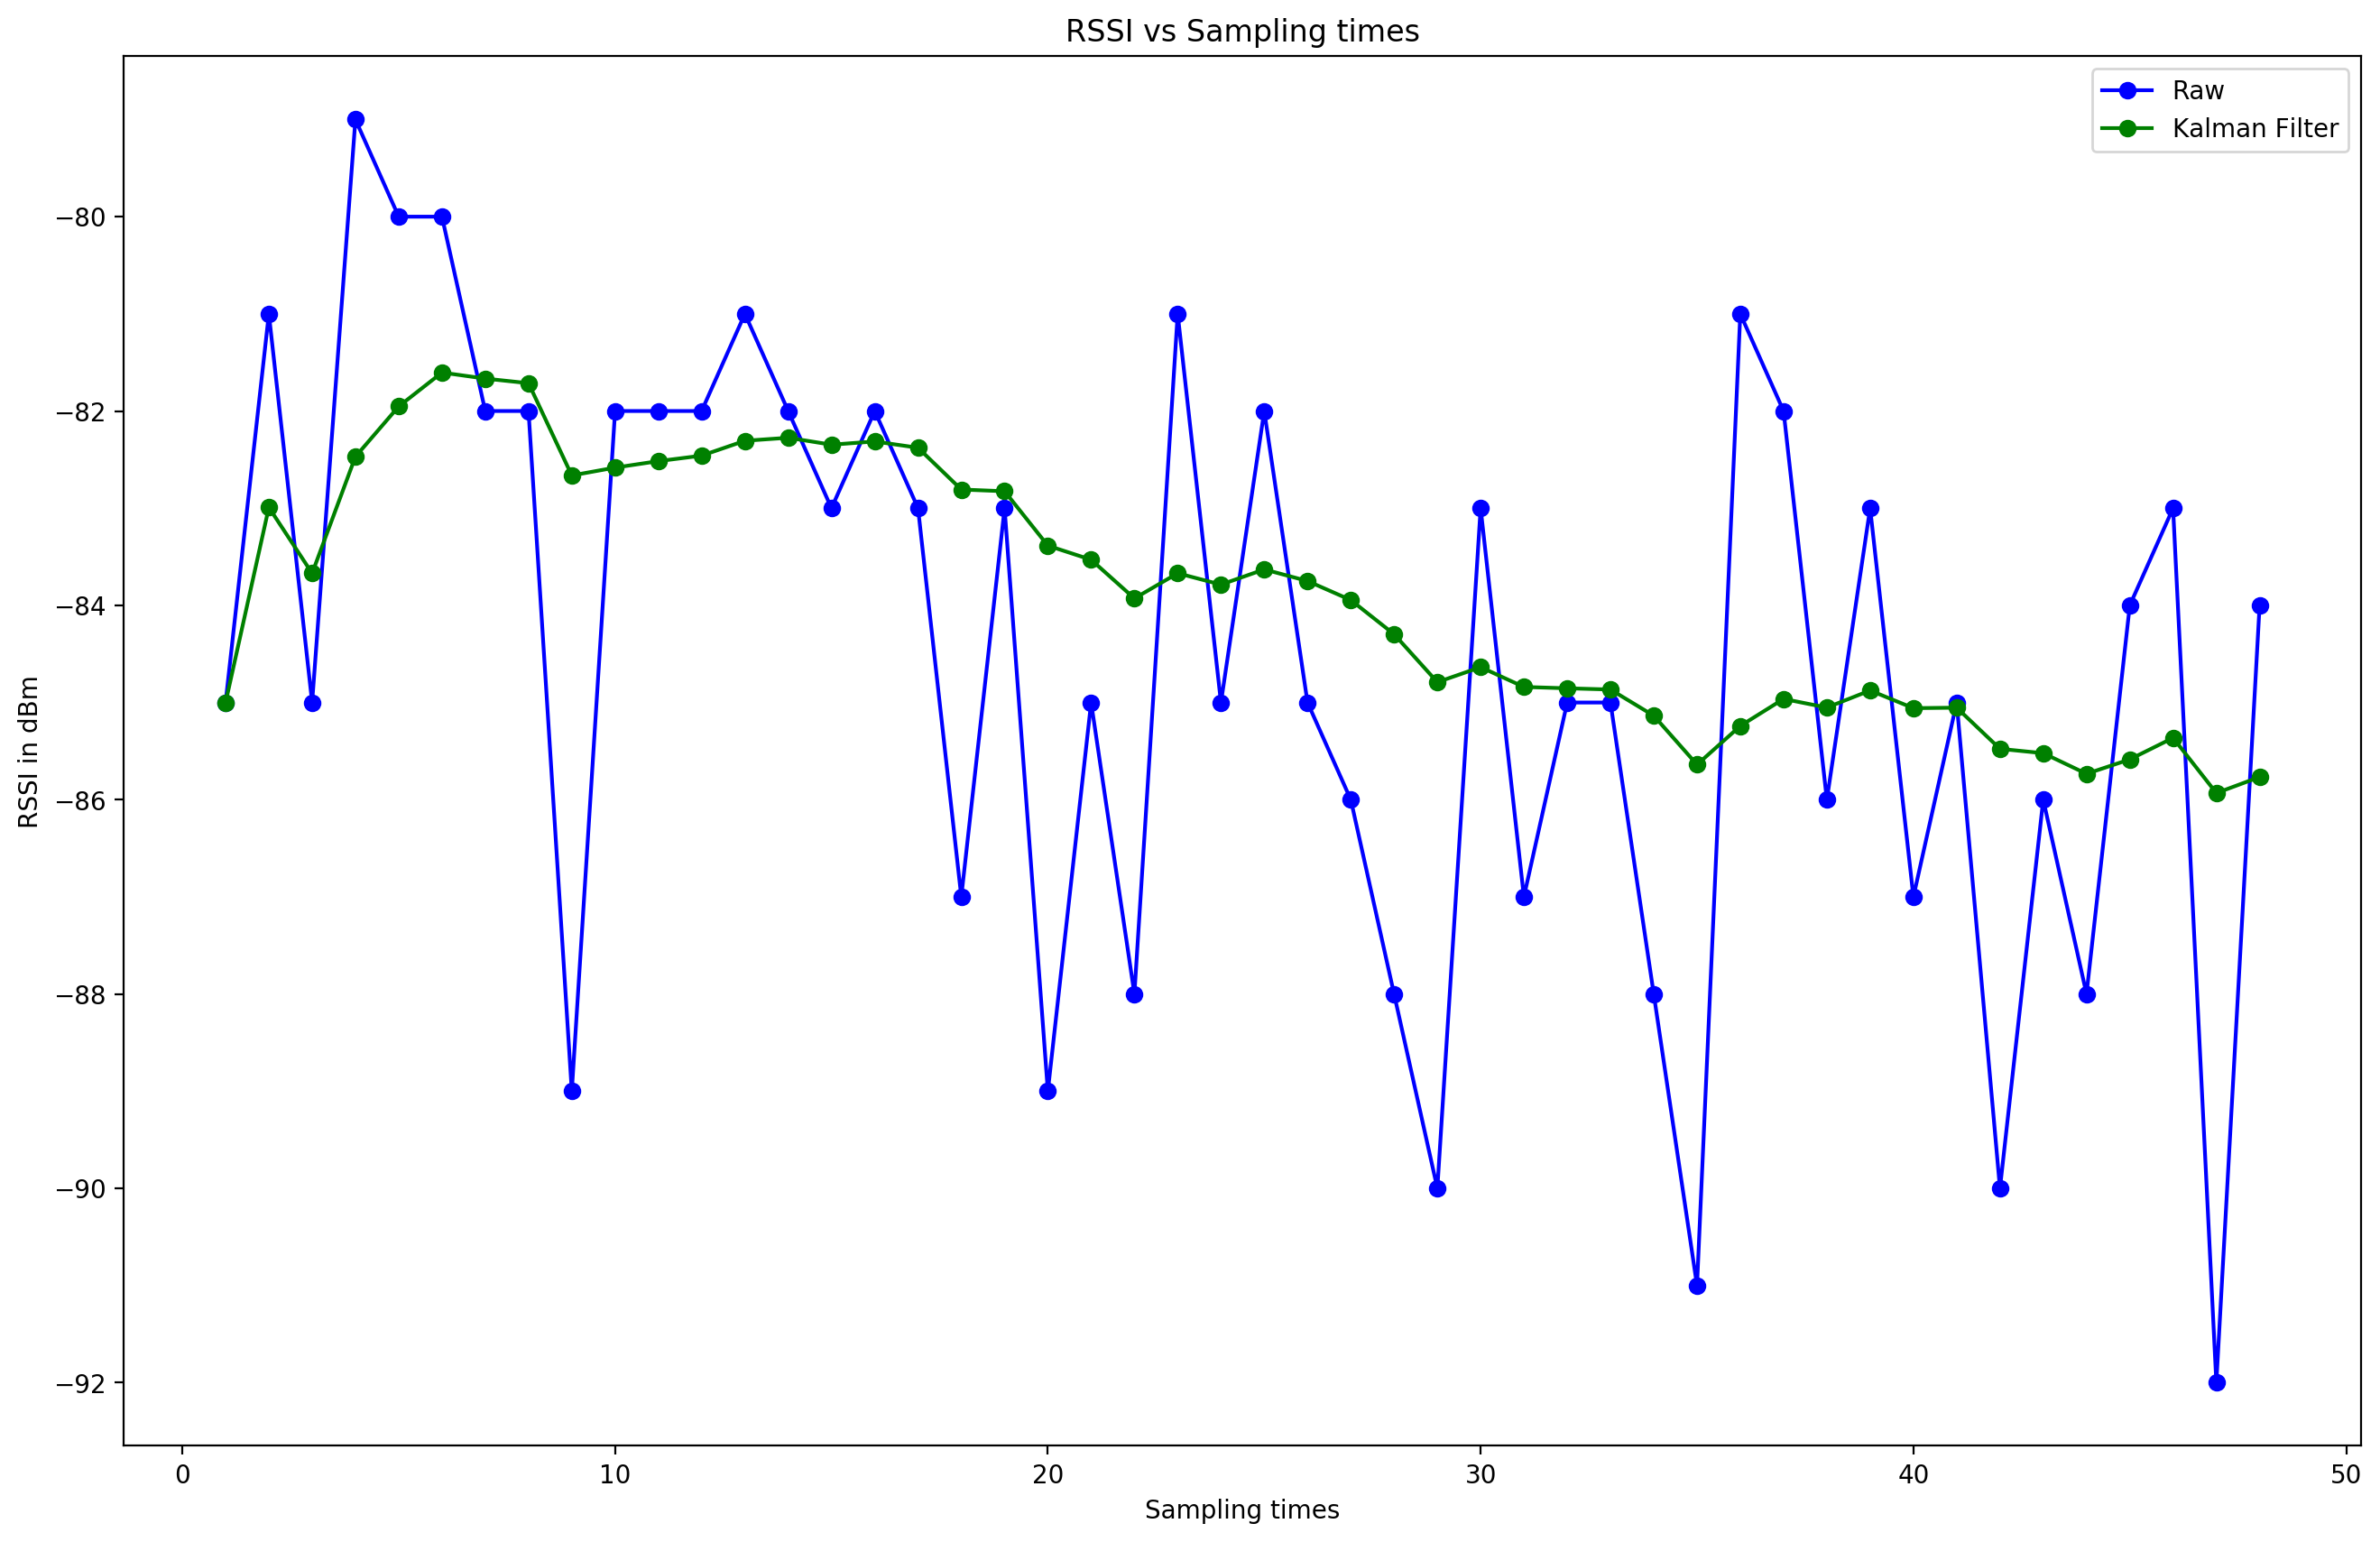 RSSI vs Sampling times
Raw
Kalman Filter
−80
−82
−84
−86
−88
−90
−92
RSSI in dBm
0 10 20 30 40 50
Sampling times